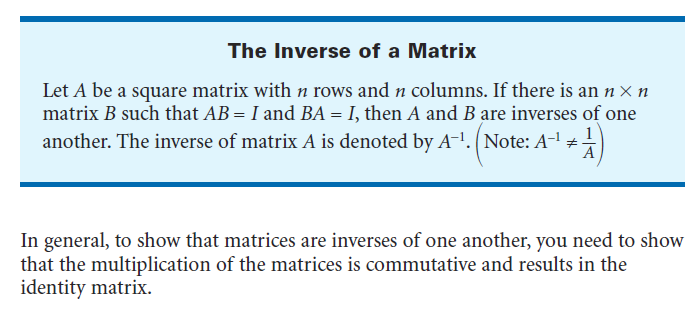 The Inverse of a Matrix
Let A be a square matrix with n rows and n columns. If there is an n × n
matrix B such that AB = I and BA = I, then A and B are inverses of one
another. The inverse of matrix A is denoted by A⁻¹. (Note: A⁻¹ ≠ 1/A)
In general, to show that matrices are inverses of one another, you need to show
that the multiplication of the matrices is commutative and results in the
identity matrix.